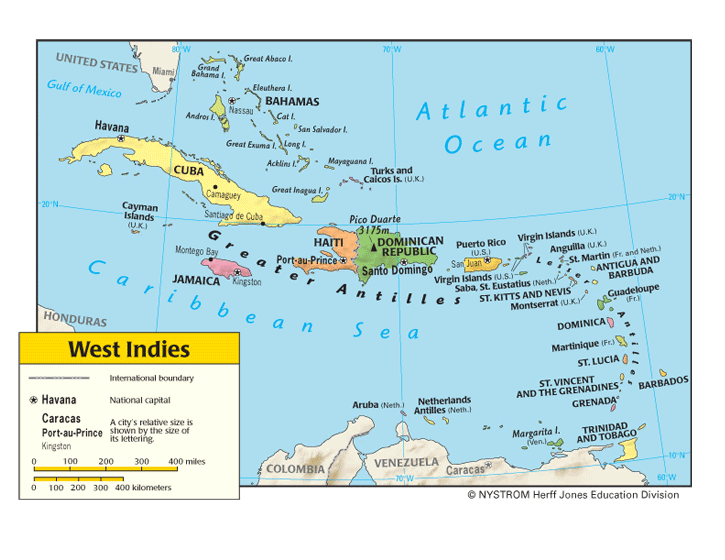 80°W
70°W
60°W
UNITED STATES
Miami
Gulf of Mexico
Grand
Bahama I.
Great Abaco I.
Eleuthera I.
BAHAMAS
Nassau
Andros I.
Cat I.
San Salvador I.
Great Exuma I.
Long I.
Acklins I.
Mayaguana I.
Turks and
Caicos Is. (U.K.)
Great Inagua I.
Atlantic
Ocean
Havana
CUBA
Camaguey
Santiago de Cuba
20°N
20°N
Cayman
Islands
(U.K.)
Pico Duarte
3175m
HAITI
DOMINICAN
REPUBLIC
Port-au-Prince
Santo Domingo
Montego Bay
JAMAICA
Kingston
Greater Antilles
Puerto Rico
(U.S.)
San Juan
Virgin Islands (U.K.)
Anguilla (U.K.)
St. Martin (Fr. and Neth.)
ANTIGUA AND
BARBUDA
Virgin Islands (U.S.)
Saba, St. Eustatius (Neth.)
ST. KITTS AND NEVIS
Montserrat (U.K.)
Guadeloupe
(Fr.)
Lesser Antilles
DOMINICA
Martinique (Fr.)
ST. LUCIA
ST. VINCENT
AND THE GRENADINES
BARBADOS
GRENADA
TRINIDAD
AND TOBAGO
Caribbean Sea
HONDURAS
Aruba (Neth.)
Netherlands
Antilles (Neth.)
Margarita I.
(Ven.)
COLOMBIA
VENEZUELA
Caracas
10°N
70°W
60°W
West Indies
International boundary
Havana National capital
Caracas
Port-au-Prince
Kingston
A city's relative size is
shown by the size of
its lettering.
0 100 200 300 400 miles
0 100 200 300 400 kilometers
© NYSTROM Herff Jones Education Division